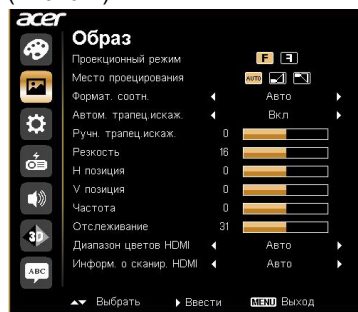 acer
Образ
Проекционный режим F F
Место проецирования AUTO
Формат. соотн. Авто
Автом. трапец.искаж. Вкл
Ручн. трапец.искаж. 0
Резкость 16
H позиция 0
V позиция 0
Частота 0
Отслеживание 31
Диапазон цветов HDMI Авто
Информ. о сканир. HDMI Авто
3D
ABC
Выбрать Ввести MENU Выход